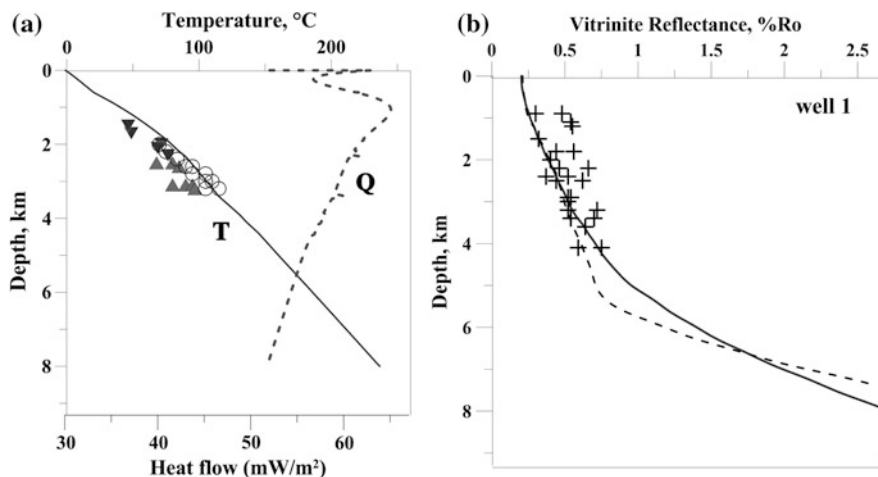 (a)
Temperature, °C
0 100 200
Depth, km
0
2
4
6
8
Q
T
30 40 50 60
Heat flow (mW/m²)
(b)
Vitrinite Reflectance, %Ro
0 0.5 1 1.5 2 2.5
well 1
Depth, km
0
2
4
6
8